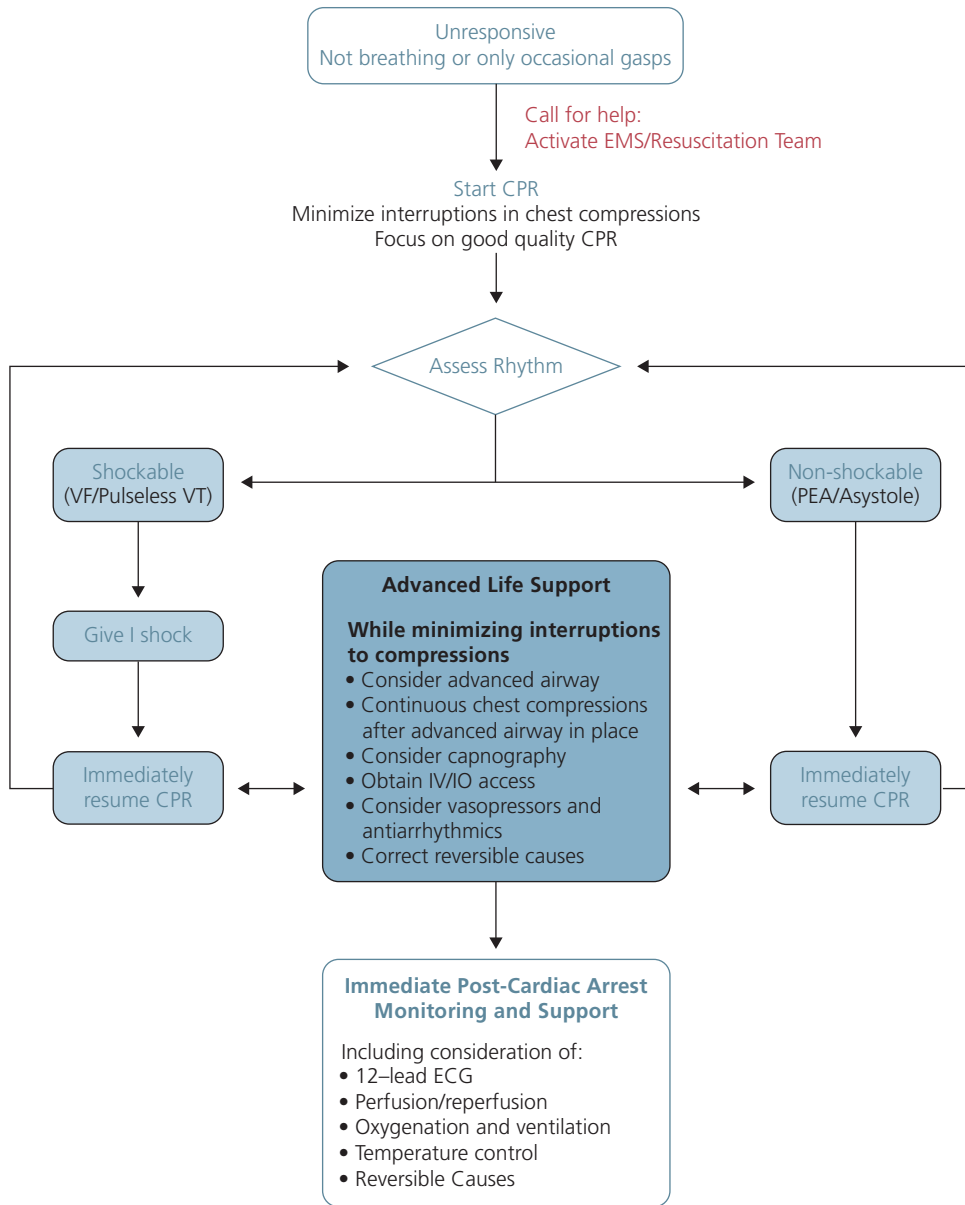 Unresponsive
Not breathing or only occasional gasps
Call for help:
Activate EMS/Resuscitation Team
Start CPR
Minimize interruptions in chest compressions
Focus on good quality CPR
Assess Rhythm
Shockable
(VF/Pulseless VT)
Non-shockable
(PEA/Asystole)
Give I shock
Immediately
resume CPR
Advanced Life Support
While minimizing interruptions
to compressions
• Consider advanced airway
• Continuous chest compressions
after advanced airway in place
• Consider capnography
• Obtain IV/IO access
• Consider vasopressors and
antiarrhythmics
• Correct reversible causes
Immediately
resume CPR
Immediate Post-Cardiac Arrest
Monitoring and Support
Including consideration of:
• 12–lead ECG
• Perfusion/reperfusion
• Oxygenation and ventilation
• Temperature control
• Reversible Causes